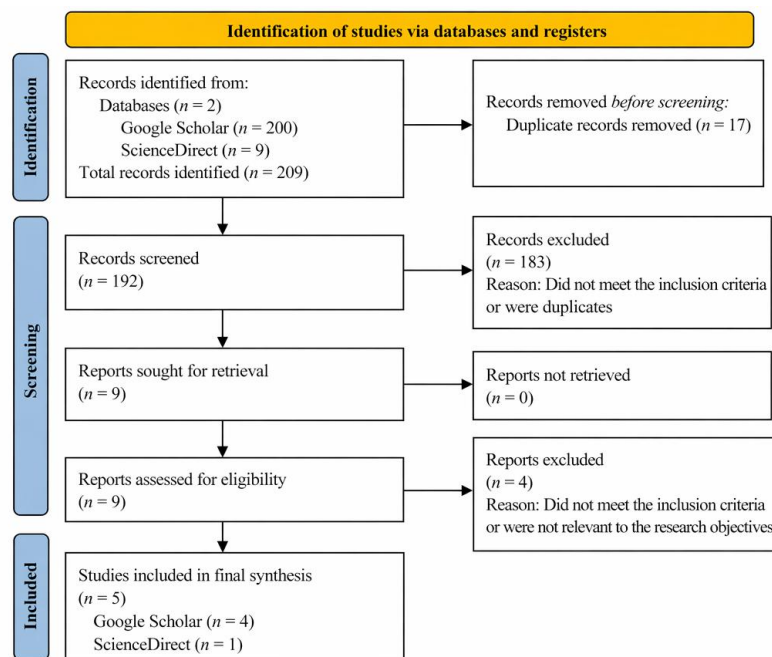 Identification of studies via databases and registers
Identification
Records identified from:
Databases (n = 2)
Google Scholar (n = 200)
ScienceDirect (n = 9)
Total records identified (n = 209)
Records removed before screening:
Duplicate records removed (n = 17)
Screening
Records screened
(n = 192)
Records excluded
(n = 183)
Reason: Did not meet the inclusion criteria
or were duplicates
Reports sought for retrieval
(n = 9)
Reports not retrieved
(n = 0)
Reports assessed for eligibility
(n = 9)
Reports excluded
(n = 4)
Reason: Did not meet the inclusion criteria
or were not relevant to the research objectives
Included
Studies included in final synthesis
(n = 5)
Google Scholar (n = 4)
ScienceDirect (n = 1)